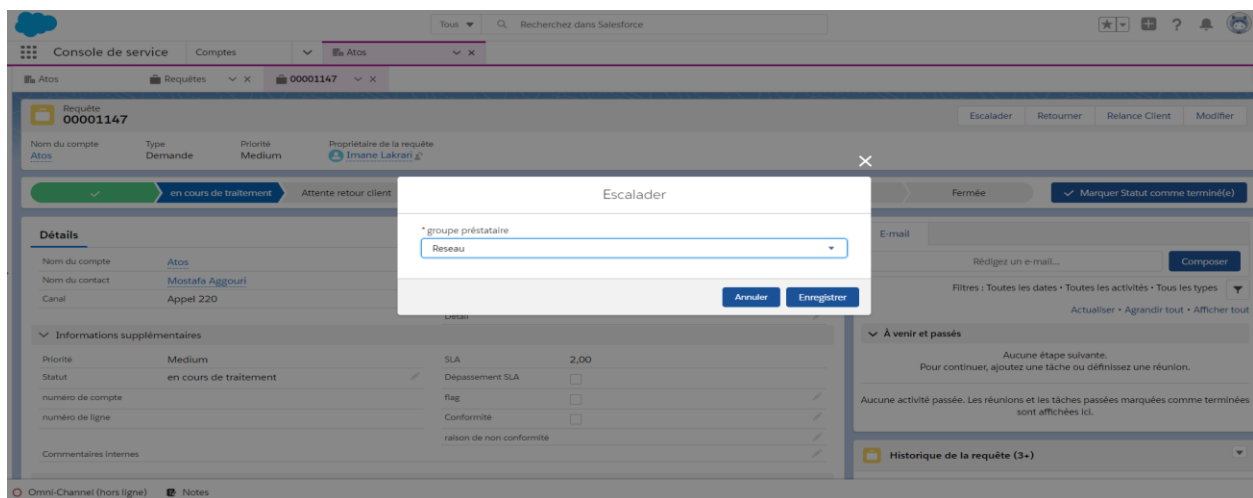 Tous Recherchez dans Salesforce
Console de service Comptes Atos
Atos Requêtes 00001147
Requête
00001147
Escalader Retourner Relance Client Modifier
Nom du compte Type Priorité Propriétaire de la requête
Atos Demande Medium Imane Lakrari
en cours de traitement Attente retour client Fermée Marquer Statut comme terminé(e)
Escalader
*groupe préstataire
Reseau
Annuler Enregistrer
Détails
Nom du compte Atos
Nom du contact Mostafa Aggouri
Canal Appel 220
Détail
Informations supplémentaires
Priorité Medium SLA 2,00
Statut en cours de traitement Dépassement SLA
numéro de compte flag
numéro de ligne Conformité
raison de non conformité
Commentaires internes
E-mail
Rédigez un e-mail... Composer
Filtres : Toutes les dates • Toutes les activités • Tous les types
Actualiser • Agrandir tout • Afficher tout
À venir et passés
Aucune étape suivante.
Pour continuer, ajoutez une tâche ou définissez une réunion.
Aucune activité passée. Les réunions et les tâches passées marquées comme terminées
sont affichées ici.
Historique de la requête (3+)
Omni-Channel (hors ligne) Notes